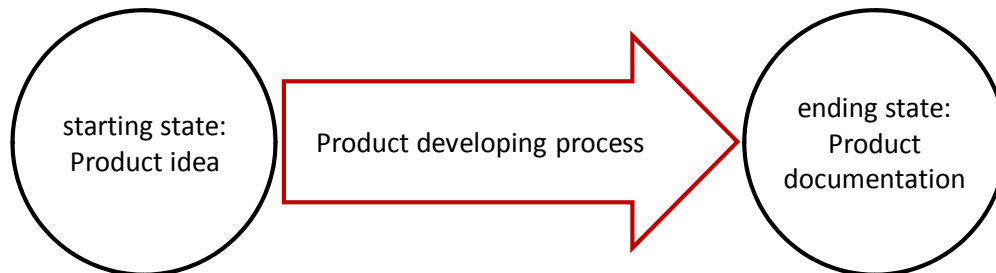 starting state:
Product idea
Product developing process
ending state:
Product
documentation